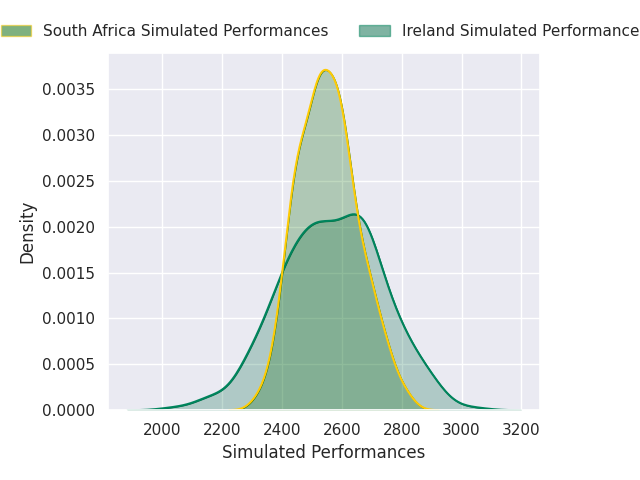 South Africa Simulated Performances
Ireland Simulated Performance
0.0035
0.0030
0.0025
0.0020
0.0015
0.0010
0.0005
0.0000
Density
2000 2200 2400 2600 2800 3000 3200
Simulated Performances